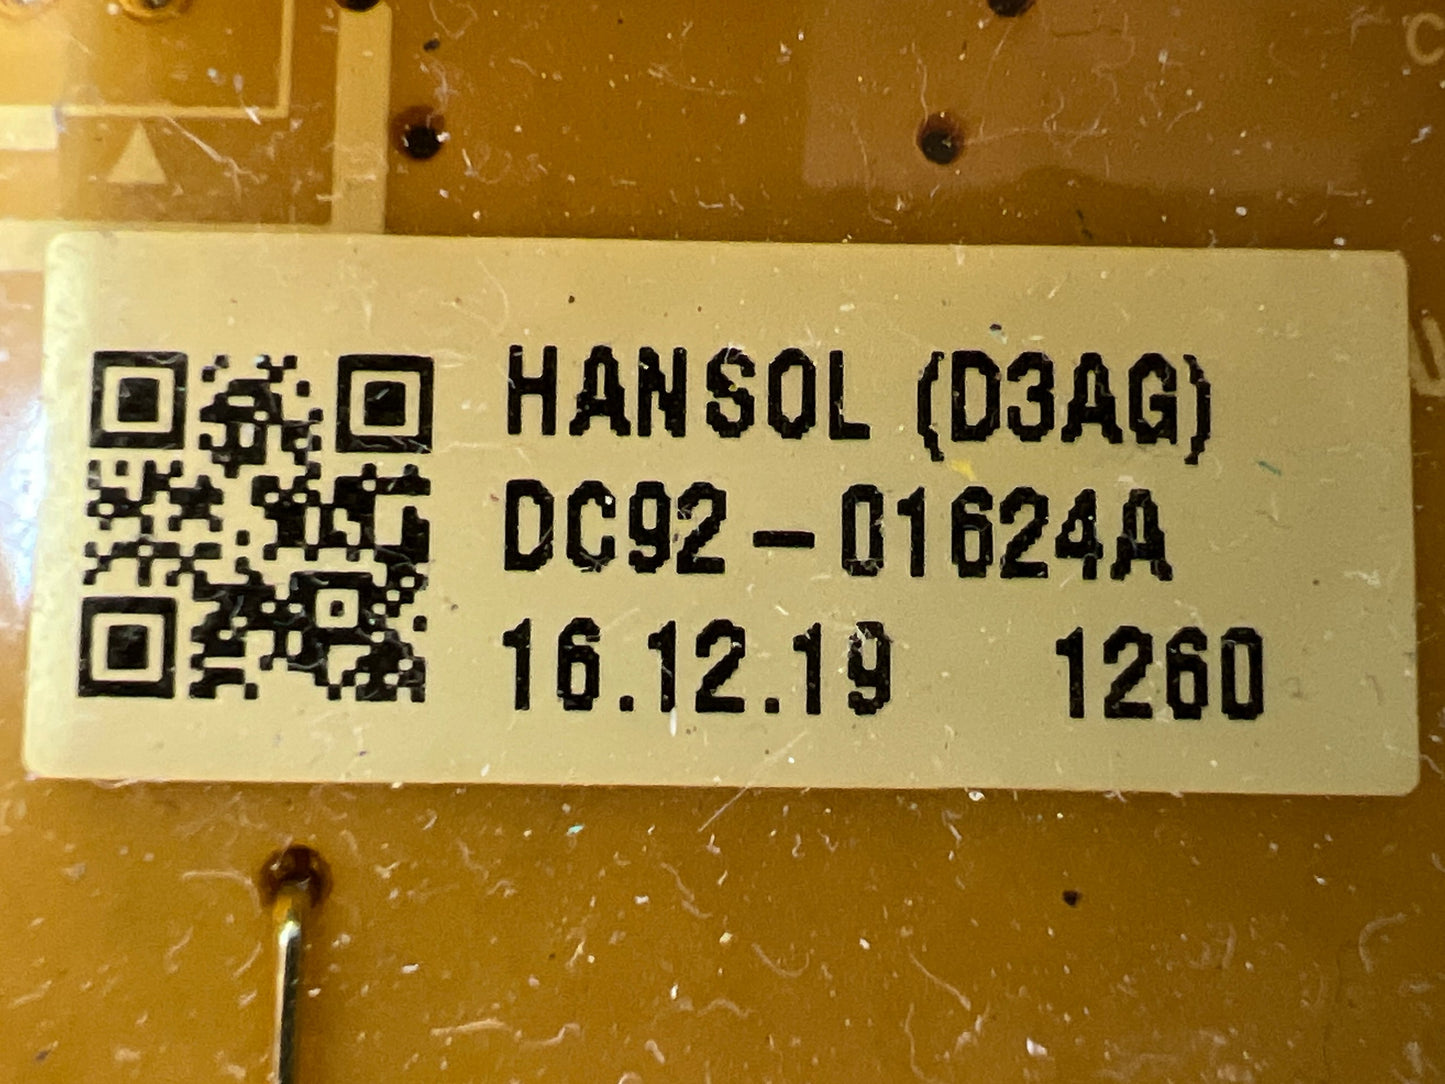 HANSOL (D3AG)
DC92-01624A
16.12.19 1260